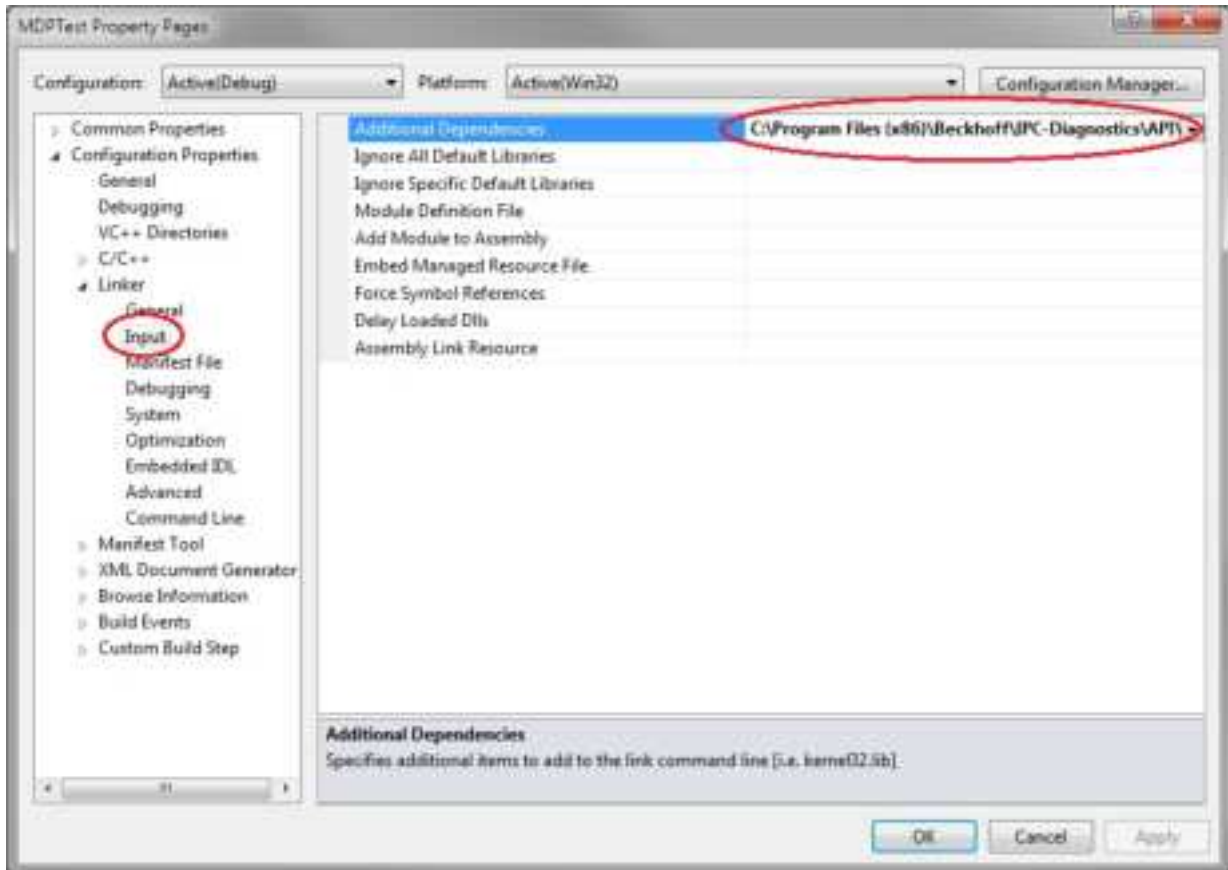 MDPTest Property Pages
Configuration: Active(Debug) Platform: Active(Win32) Configuration Manager...
Common Properties
Configuration Properties
General
Debugging
VC++ Directories
C/C++
Linker
General
Input
Manifest File
Debugging
System
Optimization
Embedded IDL
Advanced
Command Line
Manifest Tool
XML Document Generator
Browse Information
Build Events
Custom Build Step
Additional Dependencies C:\Program Files (x86)\Beckhoff\IPC-Diagnostics\API\
Ignore All Default Libraries
Ignore Specific Default Libraries
Module Definition File
Add Module to Assembly
Embed Managed Resource File
Force Symbol References
Delay Loaded Dlls
Assembly Link Resource
Additional Dependencies
Specifies additional items to add to the link command line [i.e. kernel32.lib]
OK Cancel Apply